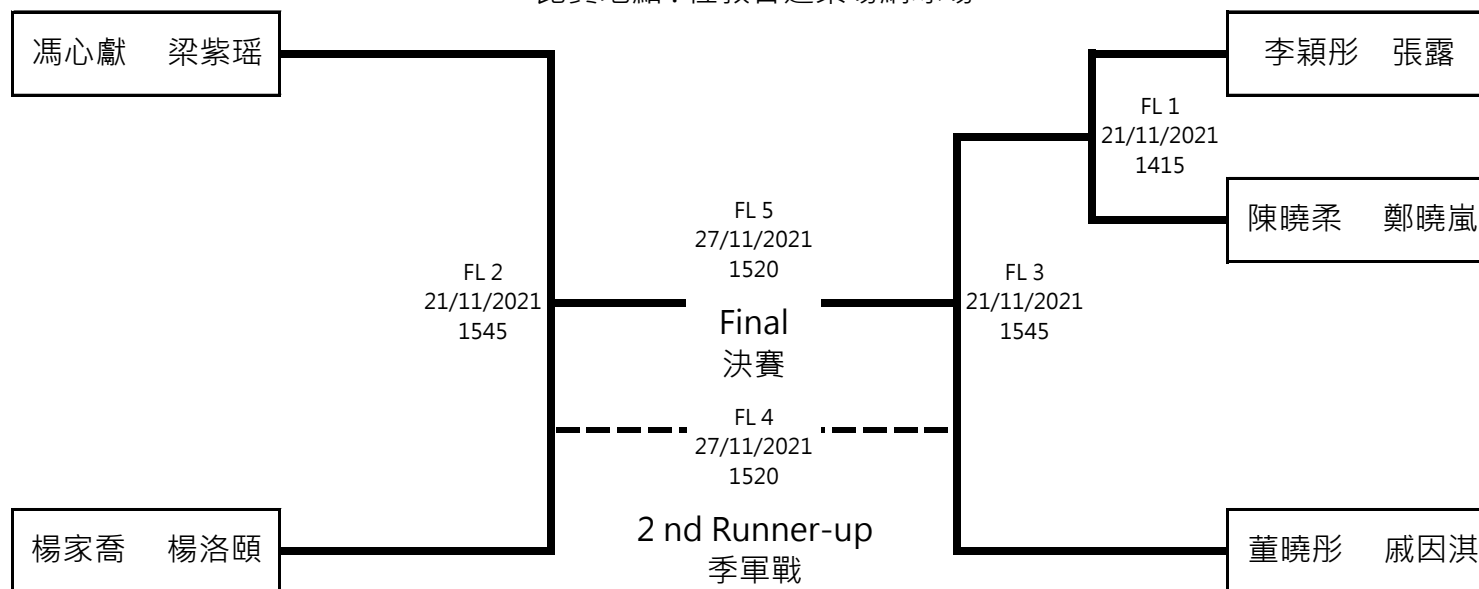 馮心獻 梁紫瑶
李穎彤 張露
FL 1
21/11/2021
1415
陳曉柔 鄭曉嵐
FL 5
27/11/2021
1520
Final
決賽
FL 2
21/11/2021
1545
FL 3
21/11/2021
1545
FL 4
27/11/2021
1520
2 nd Runner-up
季軍戰
楊家喬 楊洛頤
董曉彤 戚因淇